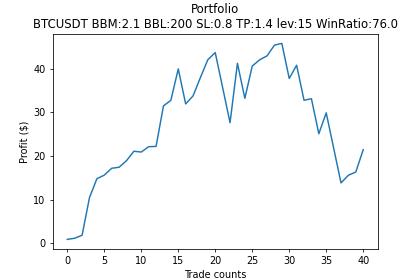 Portfolio
BTCUSDT BBM:2.1 BBL:200 SL:0.8 TP:1.4 lev:15 WinRatio:76.0
40
30
20
10
0
Profit ($)
0 5 10 15 20 25 30 35 40
Trade counts